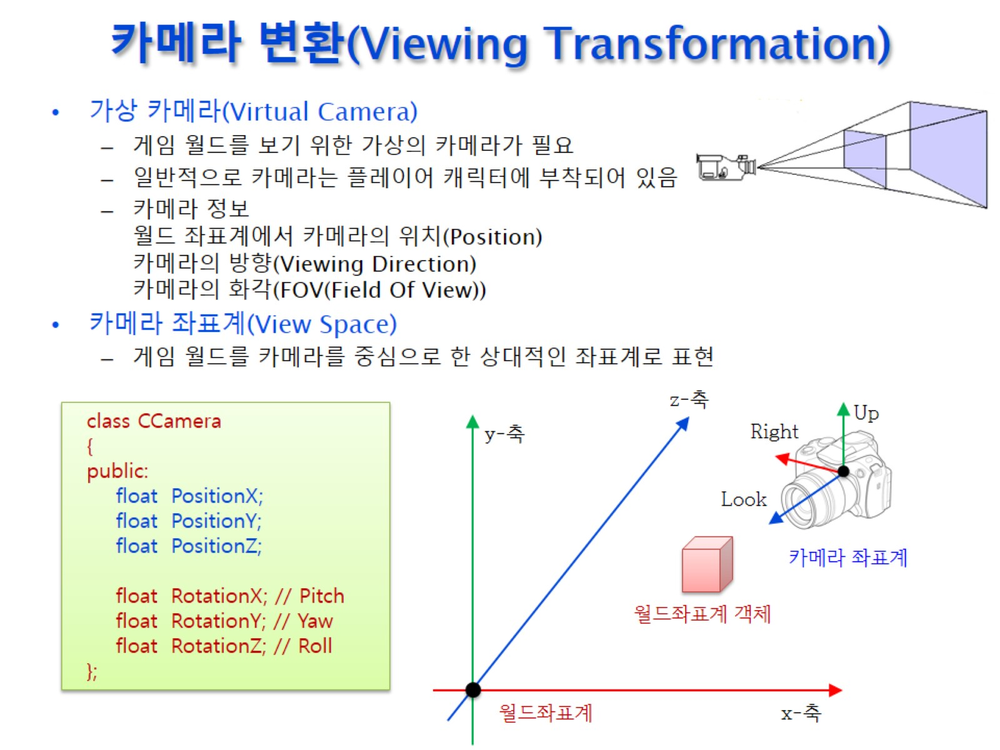 카메라 변환(Viewing Transformation)
• 가상 카메라(Virtual Camera)
– 게임 월드를 보기 위한 가상의 카메라가 필요
– 일반적으로 카메라는 플레이어 캐릭터에 부착되어 있음
– 카메라 정보
월드 좌표계에서 카메라의 위치(Position)
카메라의 방향(Viewing Direction)
카메라의 화각(FOV(Field Of View))
• 카메라 좌표계(View Space)
– 게임 월드를 카메라를 중심으로 한 상대적인 좌표계로 표현
class CCamera
{
public:
float PositionX;
float PositionY;
float PositionZ;
float RotationX; // Pitch
float RotationY; // Yaw
float RotationZ; // Roll
};
y-축
z-축
Up
Right
Look
카메라 좌표계
월드좌표계 객체
월드좌표계
x-축